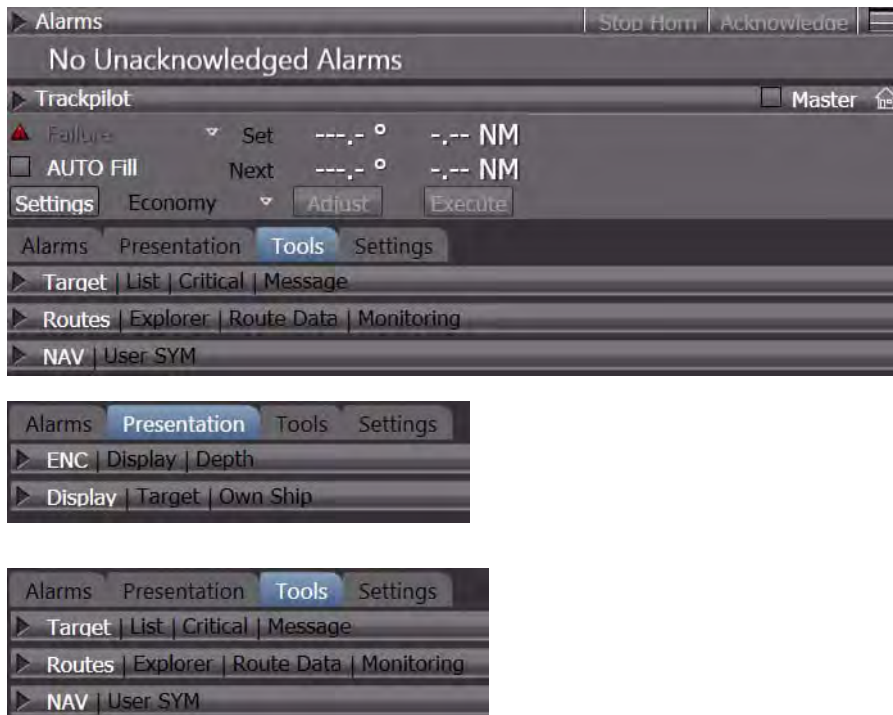 Alarms Stop Horn | Acknowledge
No Unacknowledged Alarms
Trackpilot Master
Failure Set ---.- ° -.-- NM
AUTO Fill Next ---.- ° -.-- NM
Settings Economy Adjust Execute
Alarms Presentation Tools Settings
Target | List | Critical | Message
Routes | Explorer | Route Data | Monitoring
NAV | User SYM
Alarms Presentation Tools Settings
ENC | Display | Depth
Display | Target | Own Ship
Alarms Presentation Tools Settings
Target | List | Critical | Message
Routes | Explorer | Route Data | Monitoring
NAV | User SYM